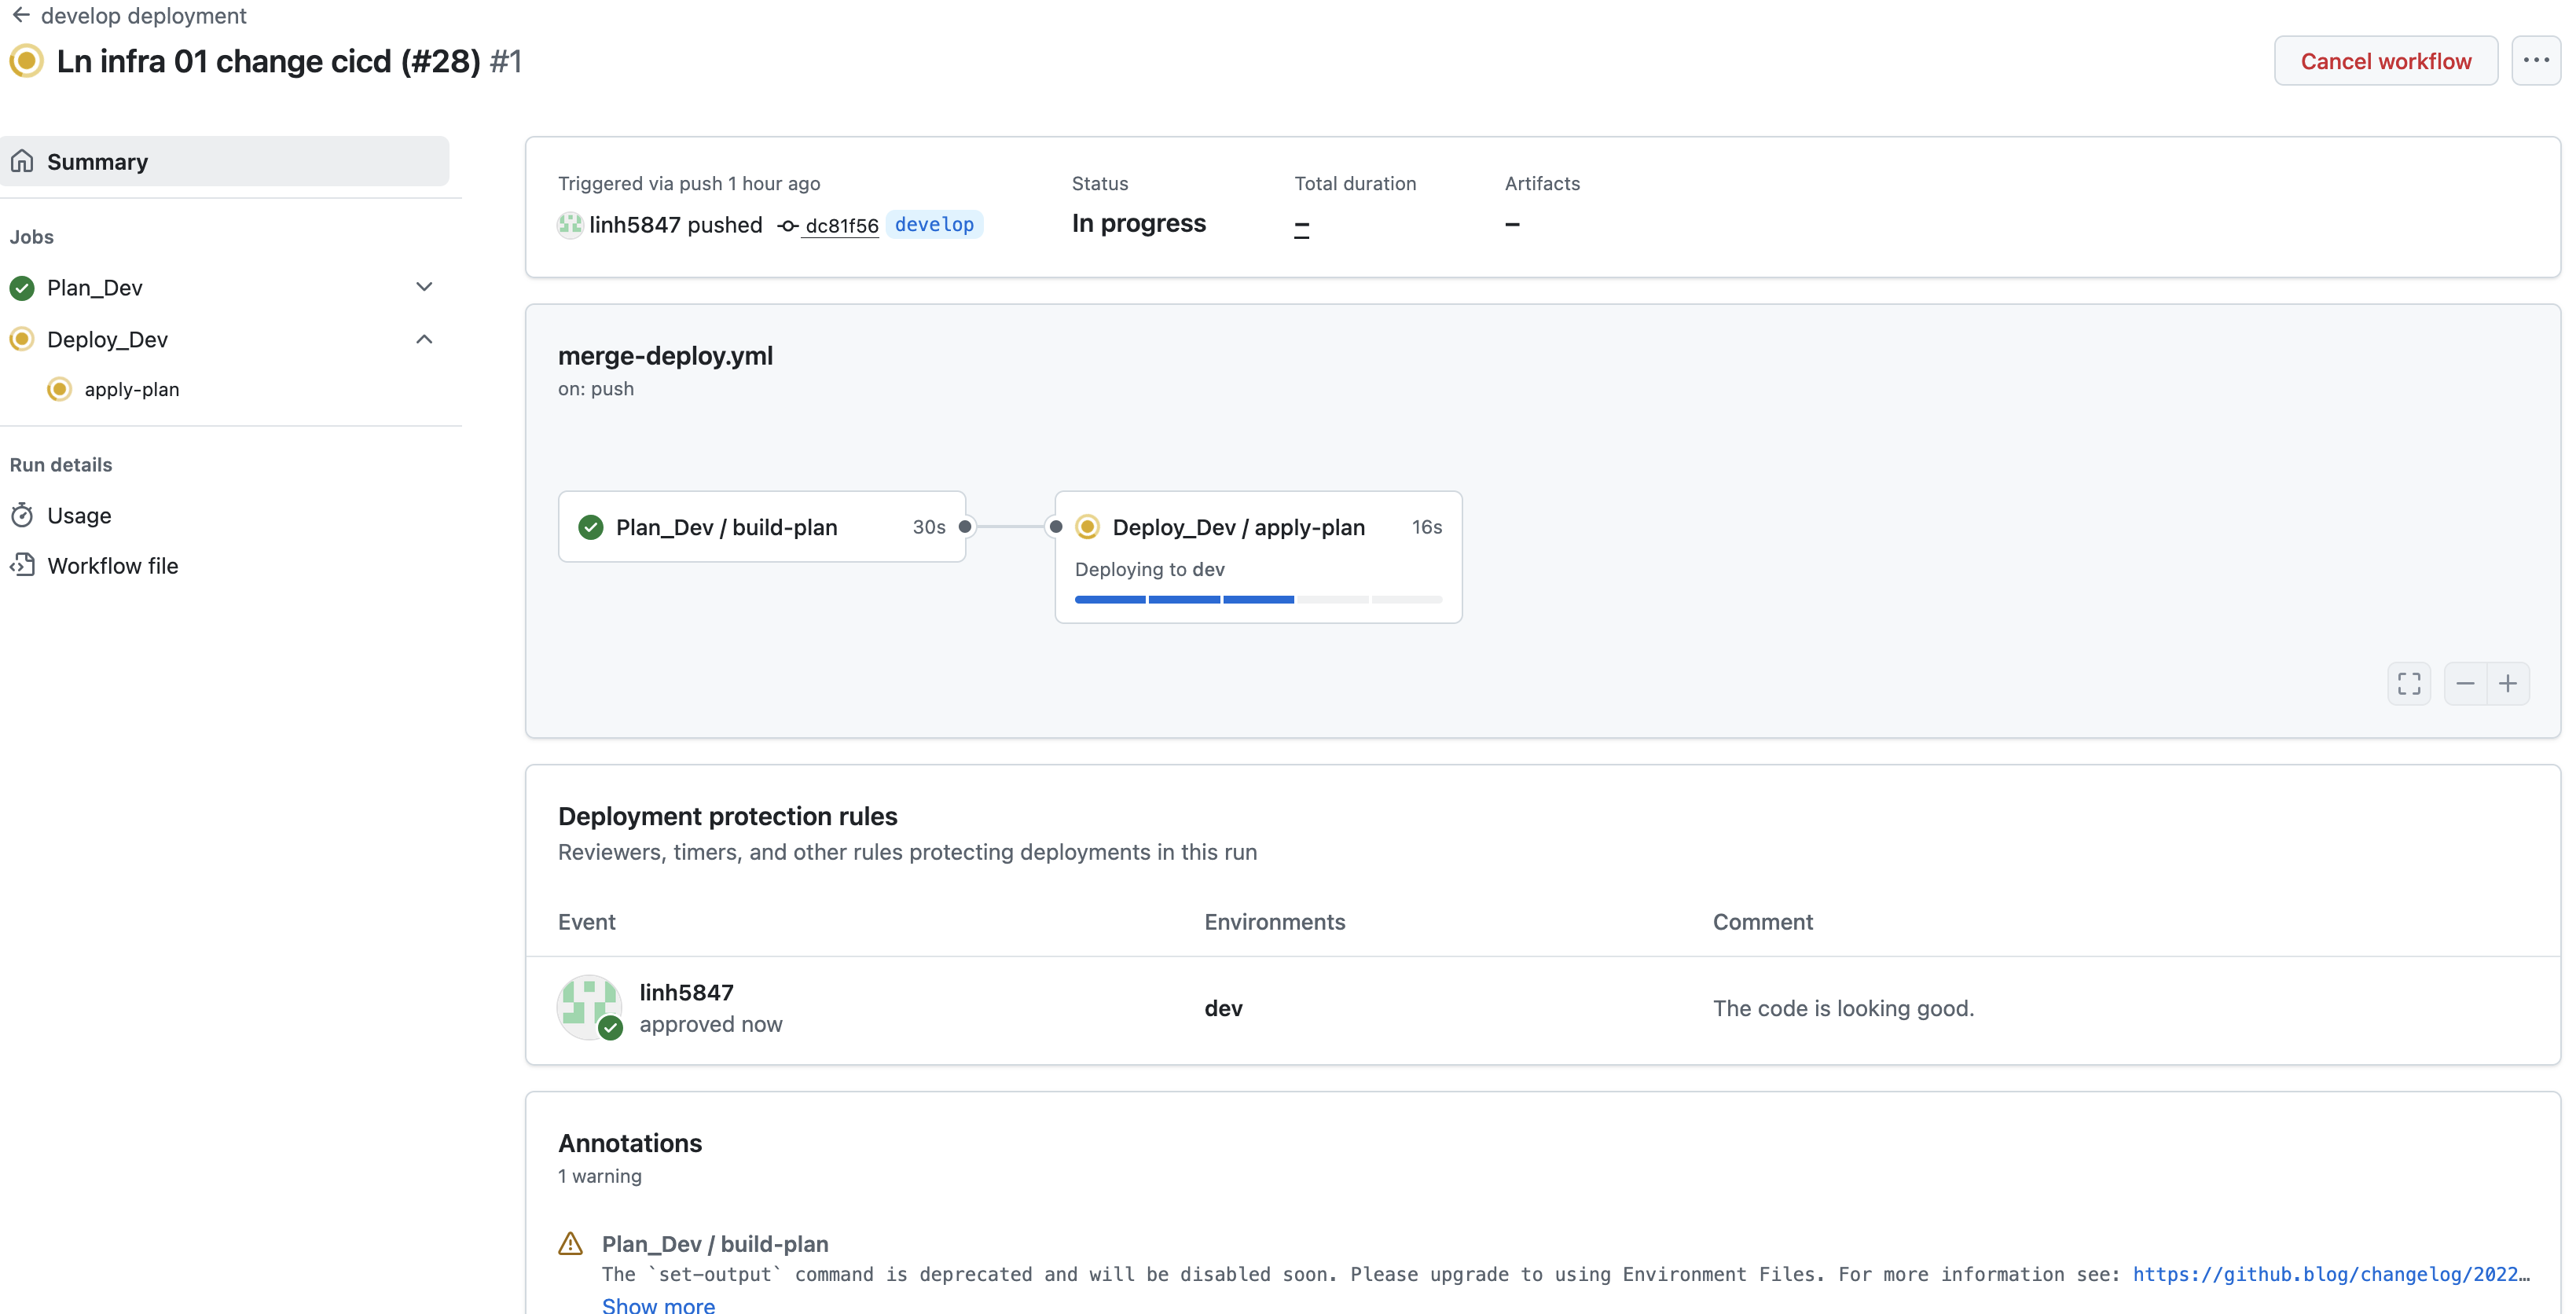 develop deployment
Ln infra 01 change cicd (#28) #1
Cancel workflow
Summary
Jobs
Plan_Dev
Deploy_Dev
apply-plan
Run details
Usage
Workflow file
Triggered via push 1 hour ago
linh5847 pushed dc81f56 develop
Status
In progress
Total duration
–
Artifacts
–
merge-deploy.yml
on: push
Plan_Dev / build-plan 30s
Deploy_Dev / apply-plan 16s
Deploying to dev
Deployment protection rules
Reviewers, timers, and other rules protecting deployments in this run
Event Environments Comment
linh5847
approved now
dev
The code is looking good.
Annotations
1 warning
Plan_Dev / build-plan
The `set-output` command is deprecated and will be disabled soon. Please upgrade to using Environment Files. For more information see: https://github.blog/changelog/2022…
Show more